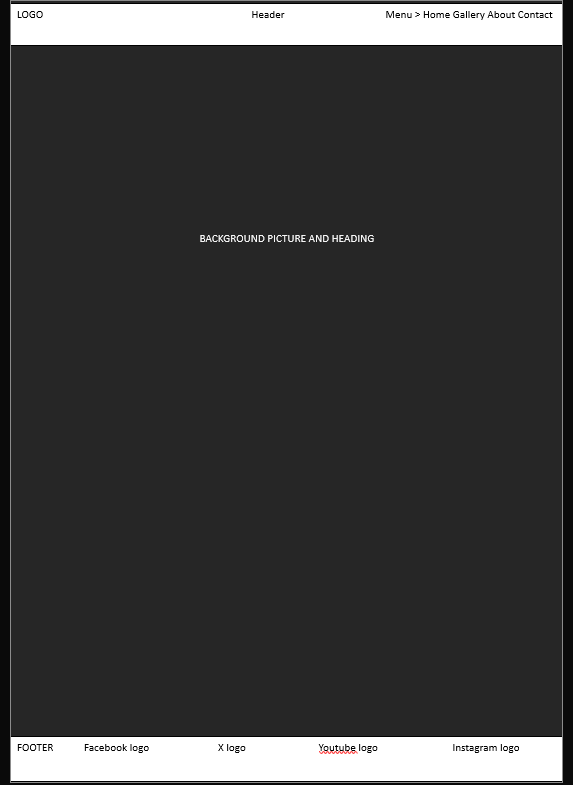 LOGO Header Menu > Home Gallery About Contact
BACKGROUND PICTURE AND HEADING
FOOTER Facebook logo X logo Youtube logo Instagram logo